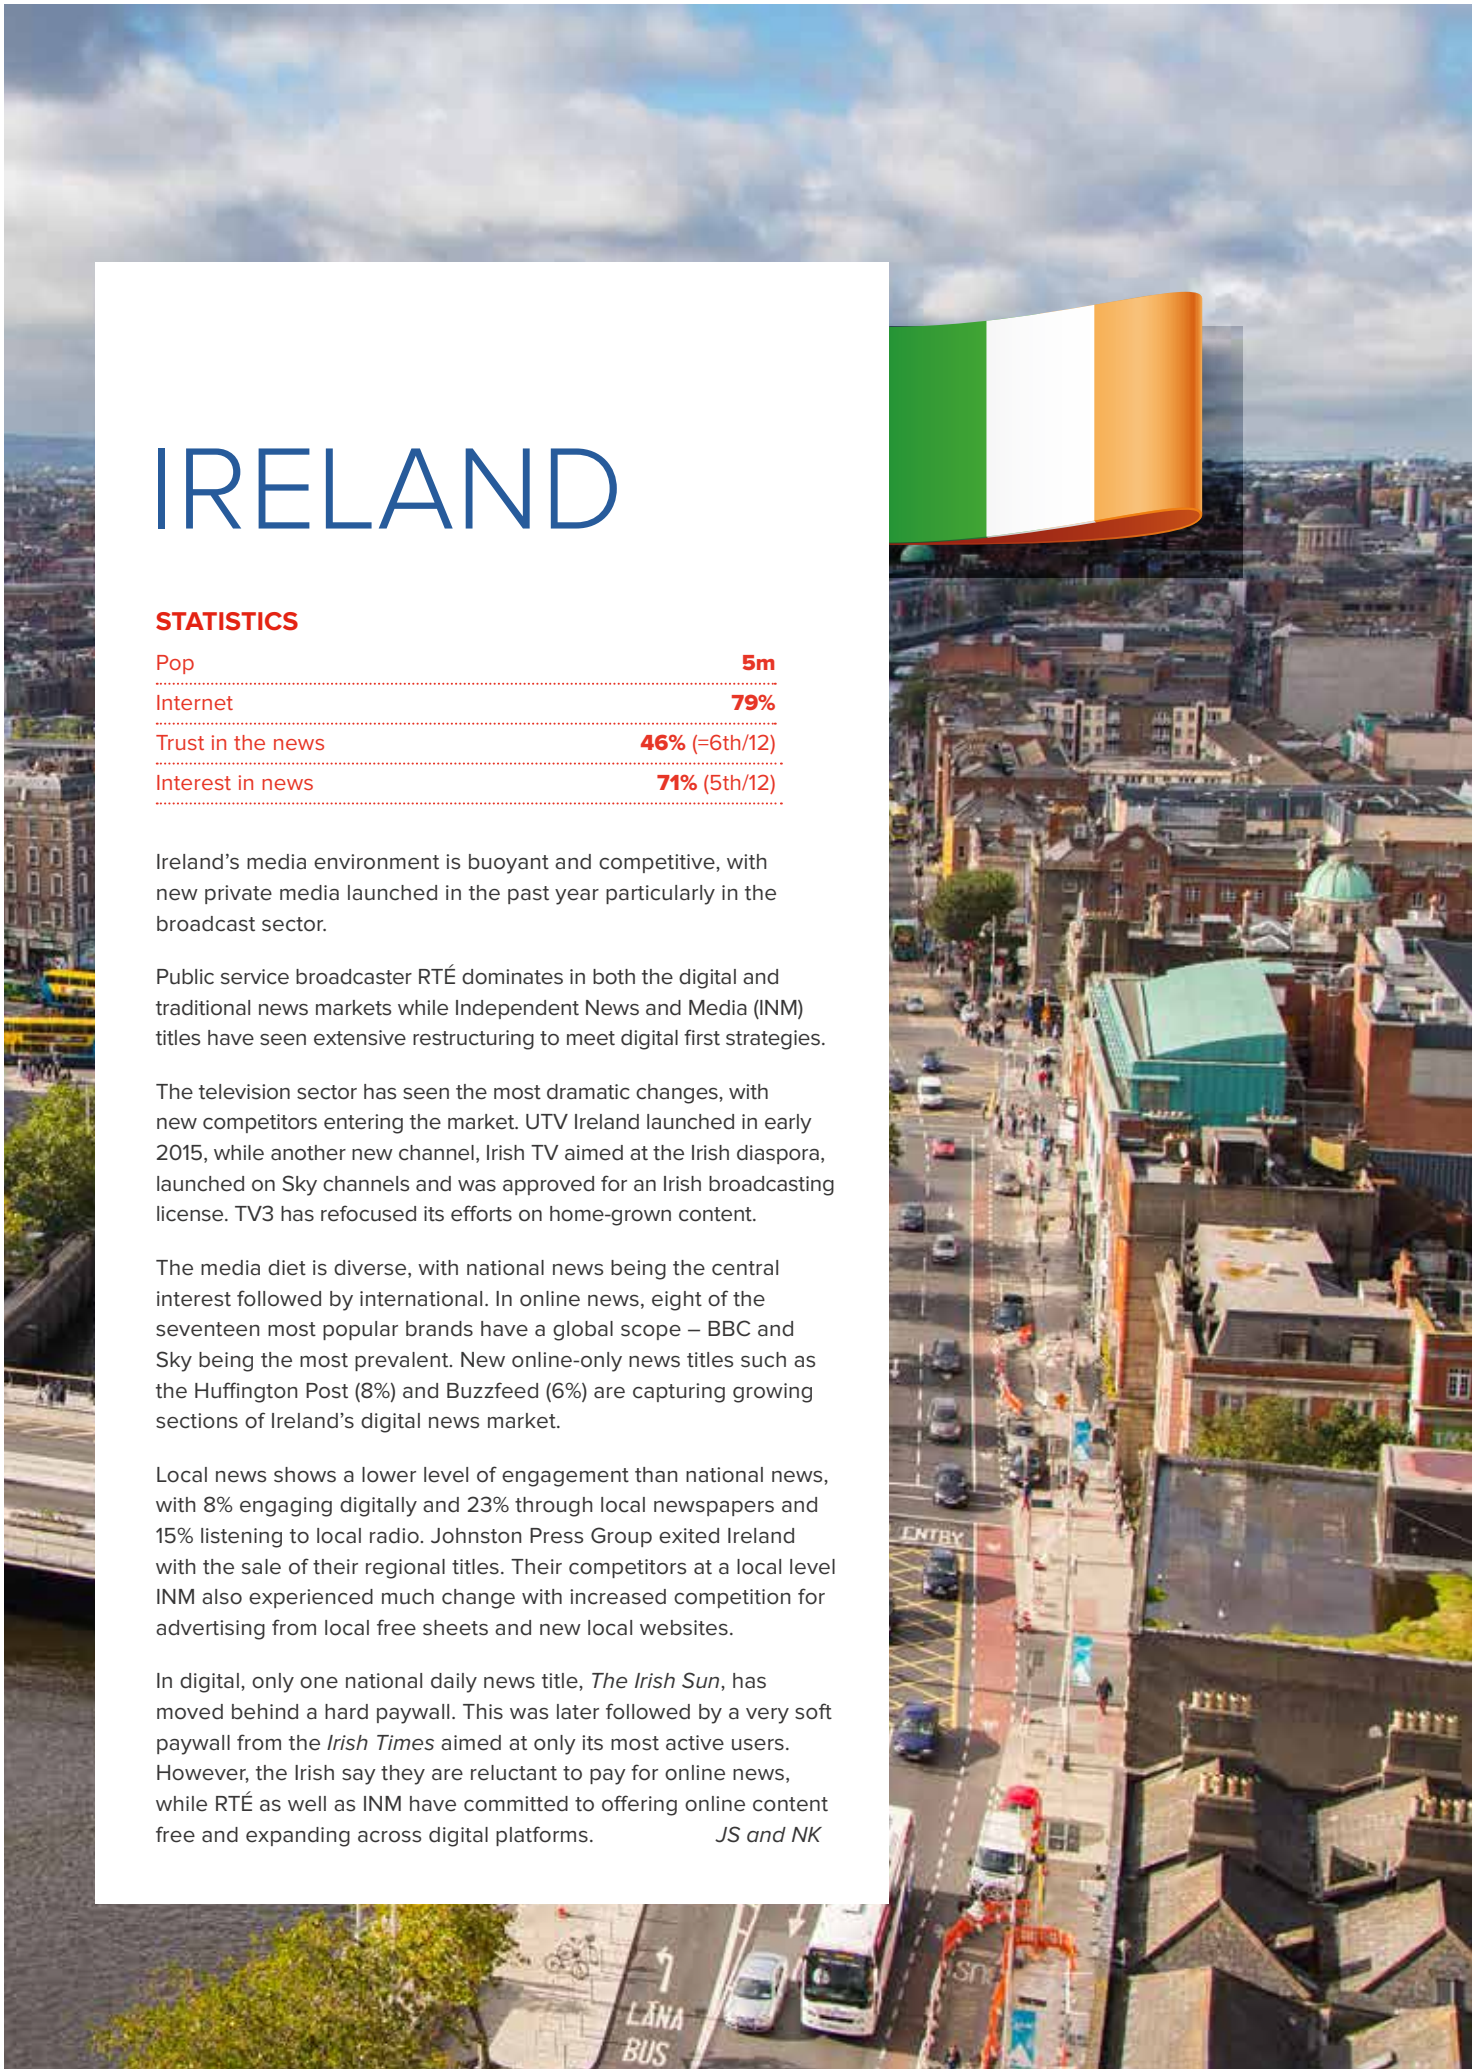 IRELAND
STATISTICS
Pop 5m
Internet 79%
Trust in the news 46% (=6th/12)
Interest in news 71% (5th/12)
Ireland’s media environment is buoyant and competitive, with
new private media launched in the past year particularly in the
broadcast sector.
Public service broadcaster RTÉ dominates in both the digital and
traditional news markets while Independent News and Media (INM)
titles have seen extensive restructuring to meet digital first strategies.
The television sector has seen the most dramatic changes, with
new competitors entering the market. UTV Ireland launched in early
2015, while another new channel, Irish TV aimed at the Irish diaspora,
launched on Sky channels and was approved for an Irish broadcasting
license. TV3 has refocused its efforts on home-grown content.
The media diet is diverse, with national news being the central
interest followed by international. In online news, eight of the
seventeen most popular brands have a global scope – BBC and
Sky being the most prevalent. New online-only news titles such as
the Huffington Post (8%) and Buzzfeed (6%) are capturing growing
sections of Ireland’s digital news market.
Local news shows a lower level of engagement than national news,
with 8% engaging digitally and 23% through local newspapers and
15% listening to local radio. Johnston Press Group exited Ireland
with the sale of their regional titles. Their competitors at a local level
INM also experienced much change with increased competition for
advertising from local free sheets and new local websites.
In digital, only one national daily news title, The Irish Sun, has
moved behind a hard paywall. This was later followed by a very soft
paywall from the Irish Times aimed at only its most active users.
However, the Irish say they are reluctant to pay for online news,
while RTÉ as well as INM have committed to offering online content
free and expanding across digital platforms. JS and NK
ENTRY
LÁNA
BUS